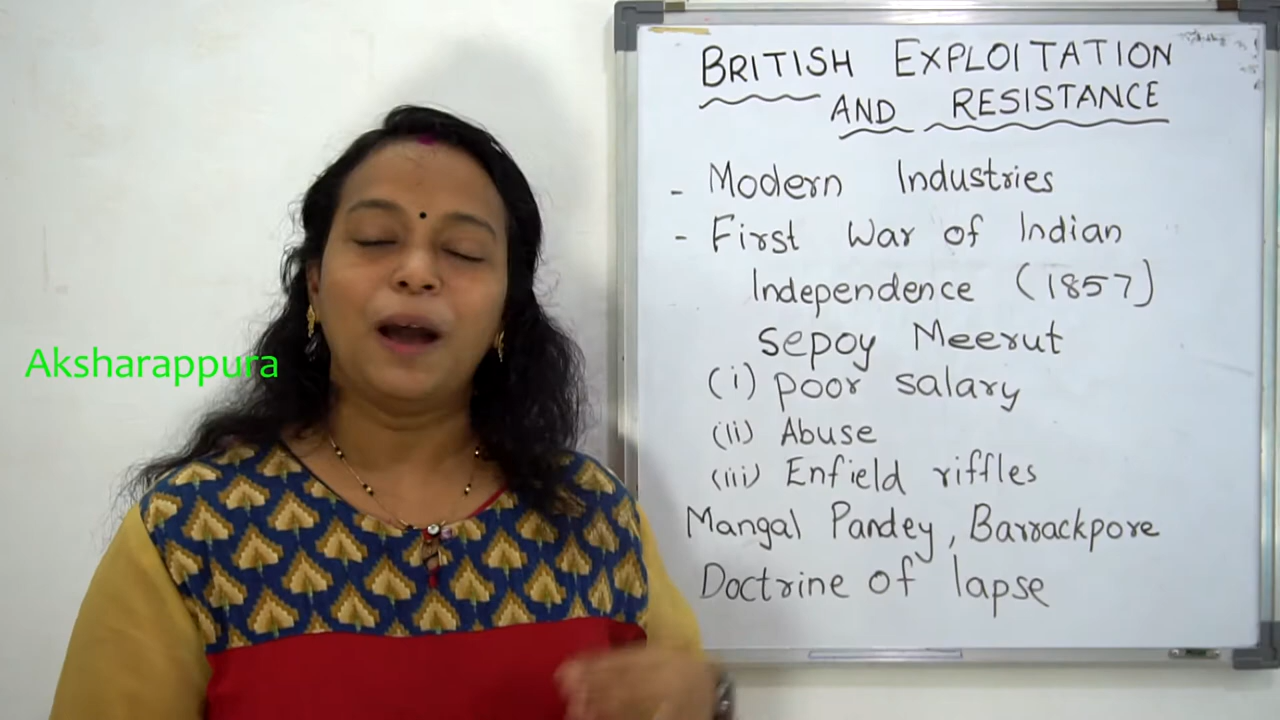 BRITISH EXPLOITATION
AND RESISTANCE
- Modern Industries
- First War of Indian
Independence (1857)
Sepoy Meerut
(i) poor salary
(ii) Abuse
(iii) Enfield riffles
Mangal Pandey, Barrackpore
Doctrine of lapse
Aksharappura